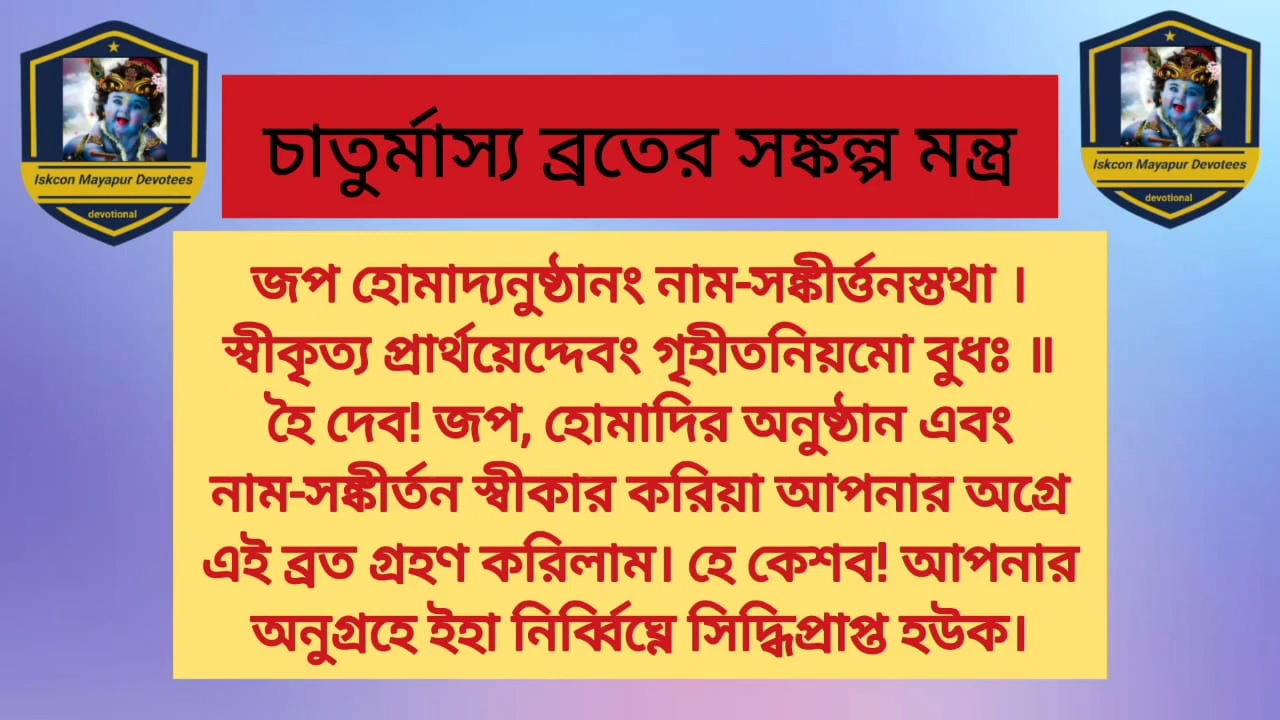 চাতুর্মাস্য ব্রতের সঙ্কল্প মন্ত্র
Iskcon Mayapur Devotees
devotional
Iskcon Mayapur Devotees
devotional
জপ হোমাদ্যনুষ্ঠানং নাম-সঙ্কীর্ত্তনস্তথা ।
স্বীকৃত্য প্রার্থয়েদ্দেবং গৃহীতনিয়মো বুধঃ ॥
হৈ দেব! জপ, হোমাদির অনুষ্ঠান এবং
নাম-সঙ্কীর্তন স্বীকার করিয়া আপনার অগ্রে
এই ব্রত গ্রহণ করিলাম। হে কেশব! আপনার
অনুগ্রহে ইহা নির্ব্বিঘ্নে সিদ্ধিপ্রাপ্ত হউক।